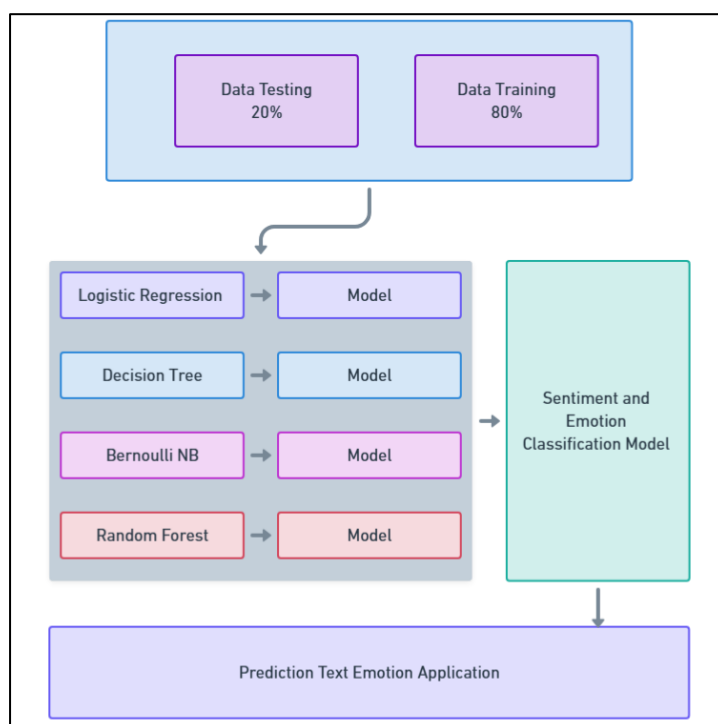 Data Testing
20%
Data Training
80%
Logistic Regression
Model
Decision Tree
Model
Bernoulli NB
Model
Random Forest
Model
Sentiment and
Emotion
Classification Model
Prediction Text Emotion Application